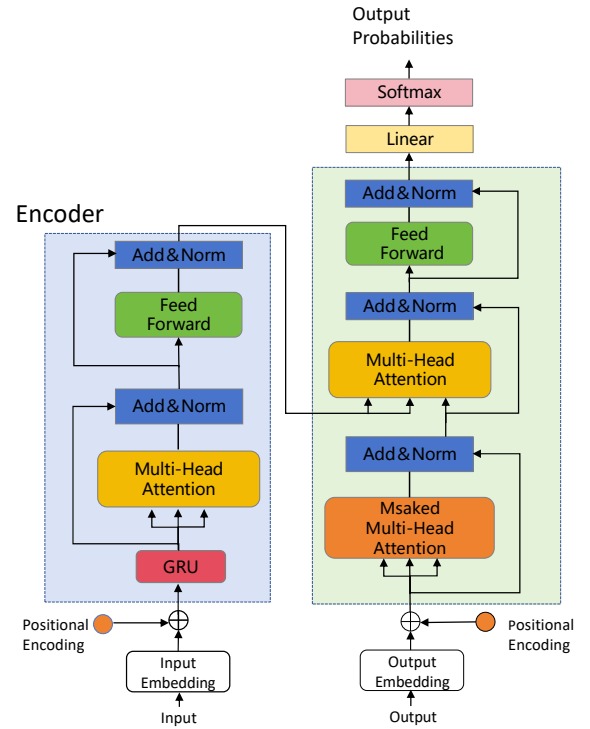 Output
Probabilities
Softmax
Linear
Add&Norm
Feed
Forward
Add&Norm
Multi-Head
Attention
Add&Norm
Msaked
Multi-Head
Attention
Positional
Encoding
Output
Embedding
Output
Encoder
Add&Norm
Feed
Forward
Add&Norm
Multi-Head
Attention
GRU
Positional
Encoding
Input
Embedding
Input